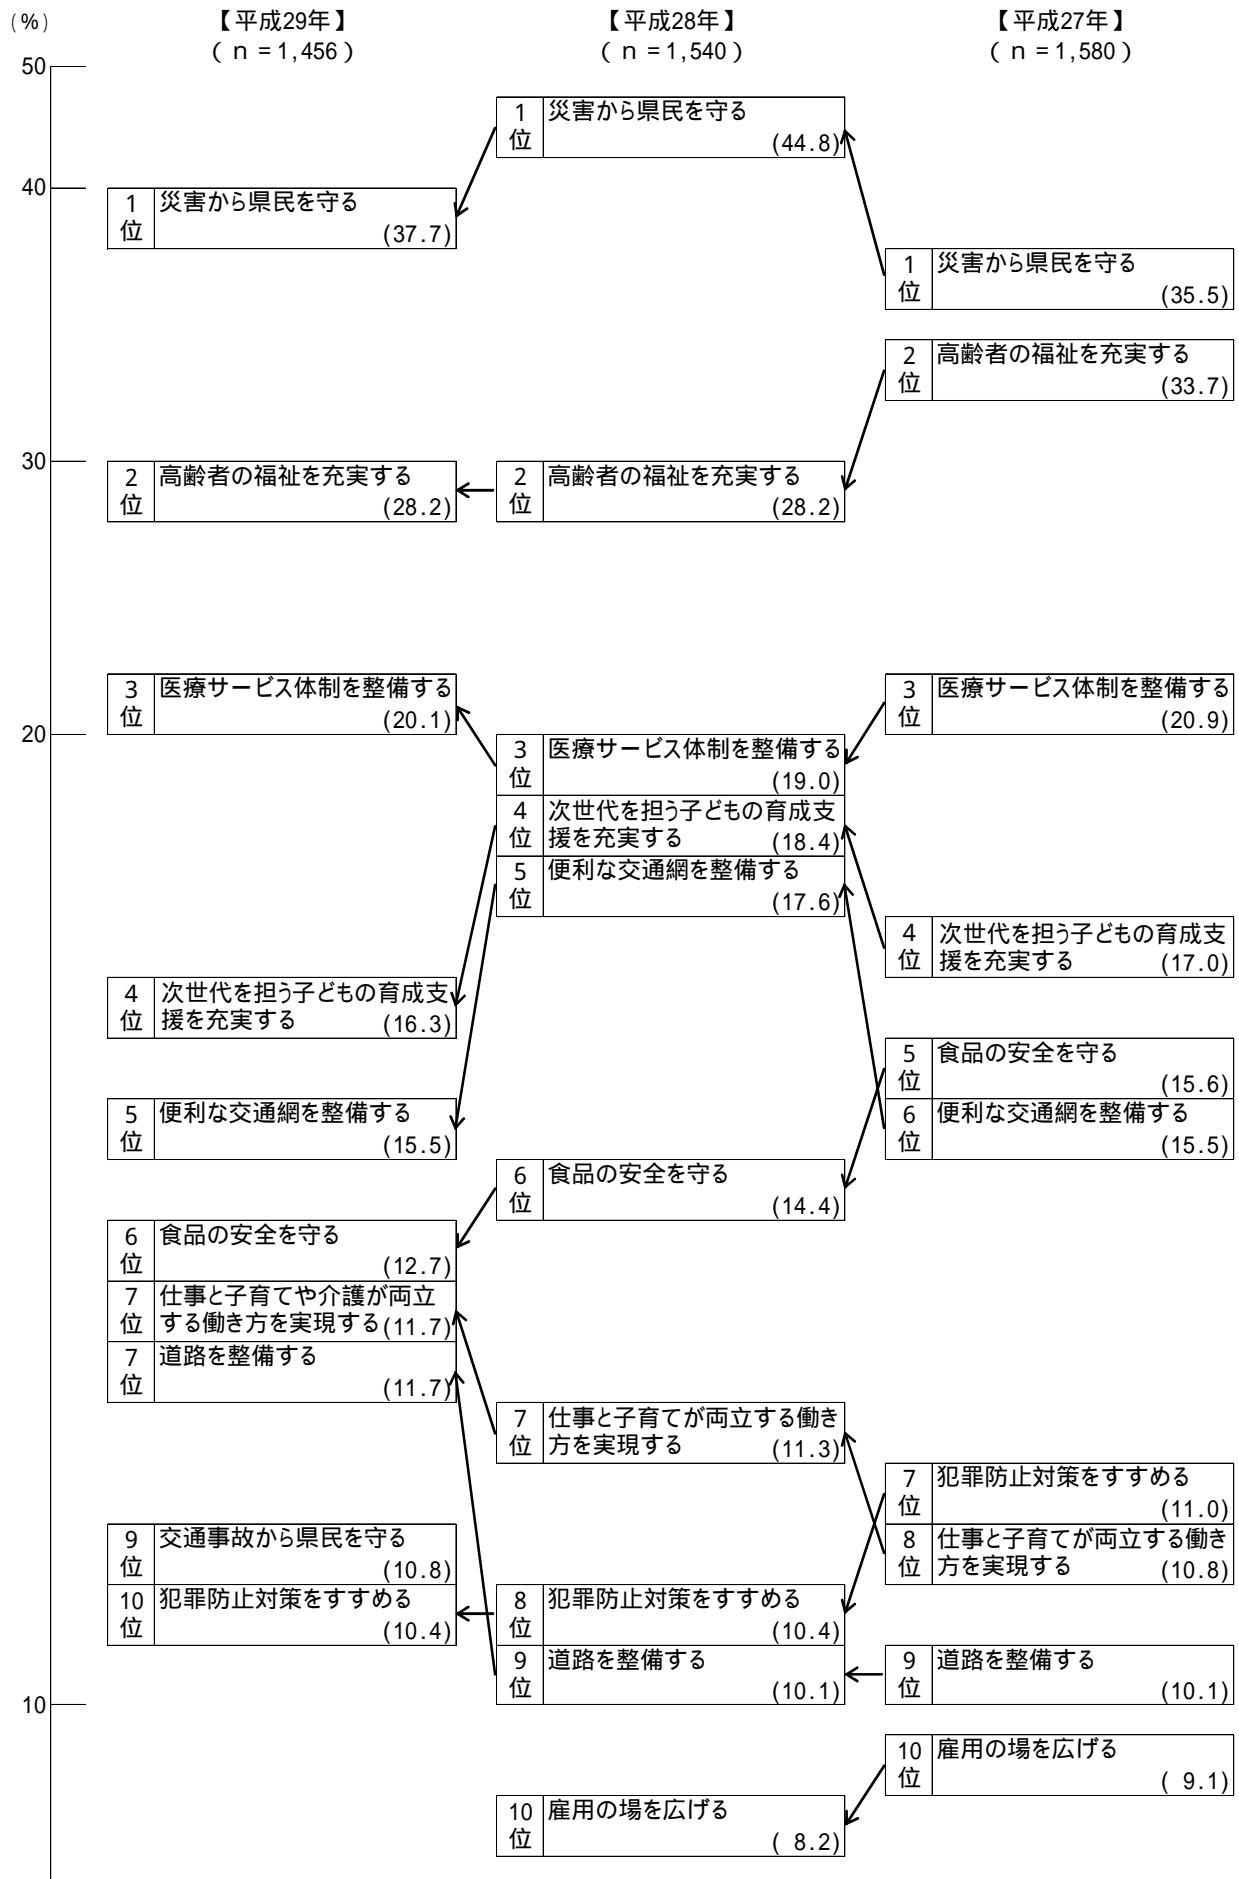 (%)
【平成29年】
(n=1,456)
【平成28年】
(n=1,540)
【平成27年】
(n=1,580)
50
40
30
20
10
1位 災害から県民を守る
(37.7)
2位 高齢者の福祉を充実する
(28.2)
3位 医療サービス体制を整備する
(20.1)
4位 次世代を担う子どもの育成支
援を充実する (16.3)
5位 便利な交通網を整備する
(15.5)
6位 食品の安全を守る
(12.7)
7位 仕事と子育てや介護が両立
する働き方を実現する(11.7)
7位 道路を整備する
(11.7)
9位 交通事故から県民を守る
(10.8)
10位 犯罪防止対策をすすめる
(10.4)
1位 災害から県民を守る
(44.8)
2位 高齢者の福祉を充実する
(28.2)
3位 医療サービス体制を整備する
(19.0)
4位 次世代を担う子どもの育成支
援を充実する (18.4)
5位 便利な交通網を整備する
(17.6)
6位 食品の安全を守る
(14.4)
7位 仕事と子育てが両立する働き
方を実現する (11.3)
8位 犯罪防止対策をすすめる
(10.4)
9位 道路を整備する
(10.1)
10位 雇用の場を広げる
( 8.2)
1位 災害から県民を守る
(35.5)
2位 高齢者の福祉を充実する
(33.7)
3位 医療サービス体制を整備する
(20.9)
4位 次世代を担う子どもの育成支
援を充実する (17.0)
5位 食品の安全を守る
(15.6)
6位 便利な交通網を整備する
(15.5)
7位 犯罪防止対策をすすめる
(11.0)
8位 仕事と子育てが両立する働き
方を実現する (10.8)
9位 道路を整備する
(10.1)
10位 雇用の場を広げる
( 9.1)